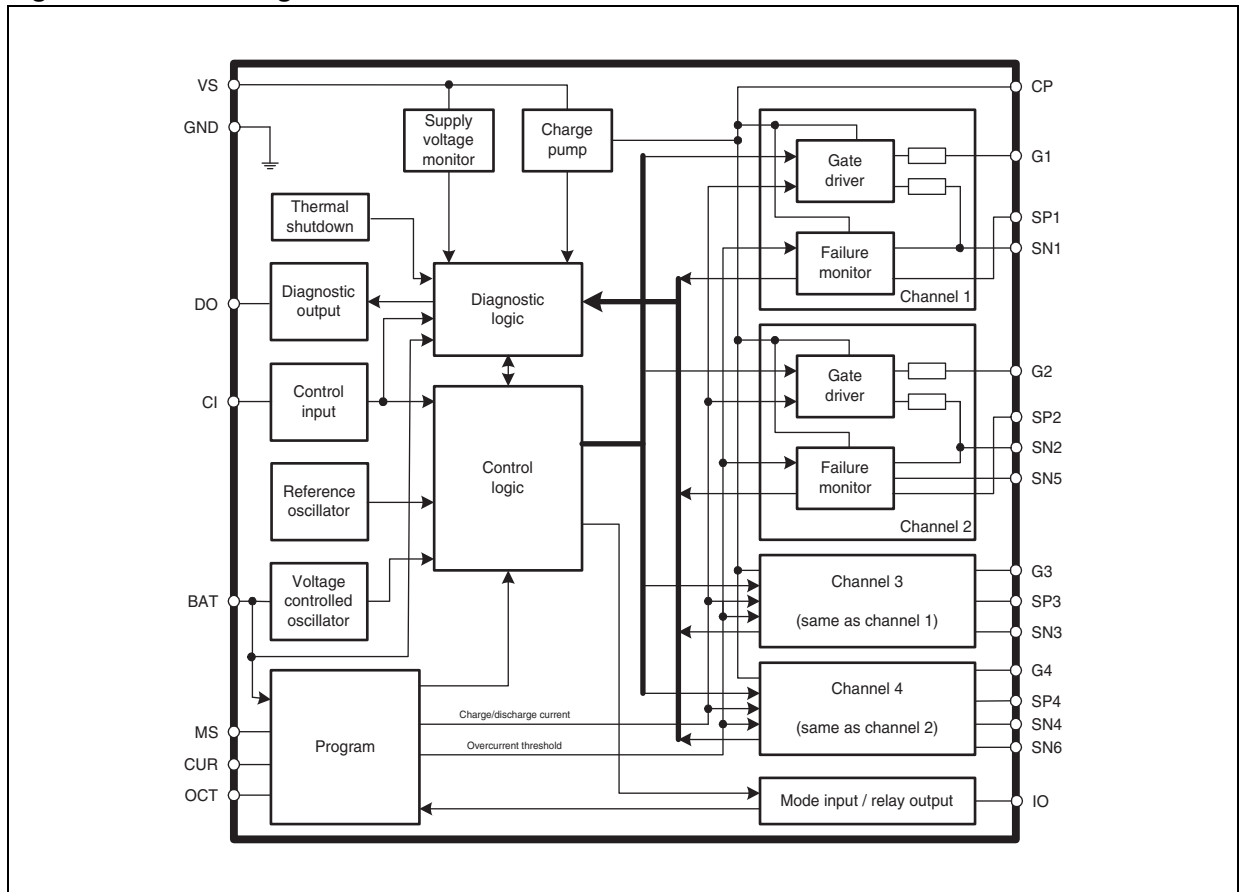 VS
GND
DO
CI
BAT
MS
CUR
OCT
Supply
voltage
monitor
Charge
pump
Thermal
shutdown
Diagnostic
output
Diagnostic
logic
Control
input
Control
logic
Reference
oscillator
Voltage
controlled
oscillator
Program
Charge/discharge current
Overcurrent threshold
Gate
driver
Failure
monitor
Channel 1
Gate
driver
Failure
monitor
Channel 2
Channel 3
(same as channel 1)
Channel 4
(same as channel 2)
Mode input / relay output
CP
G1
SP1
SN1
G2
SP2
SN2
SN5
G3
SP3
SN3
G4
SP4
SN4
SN6
IO